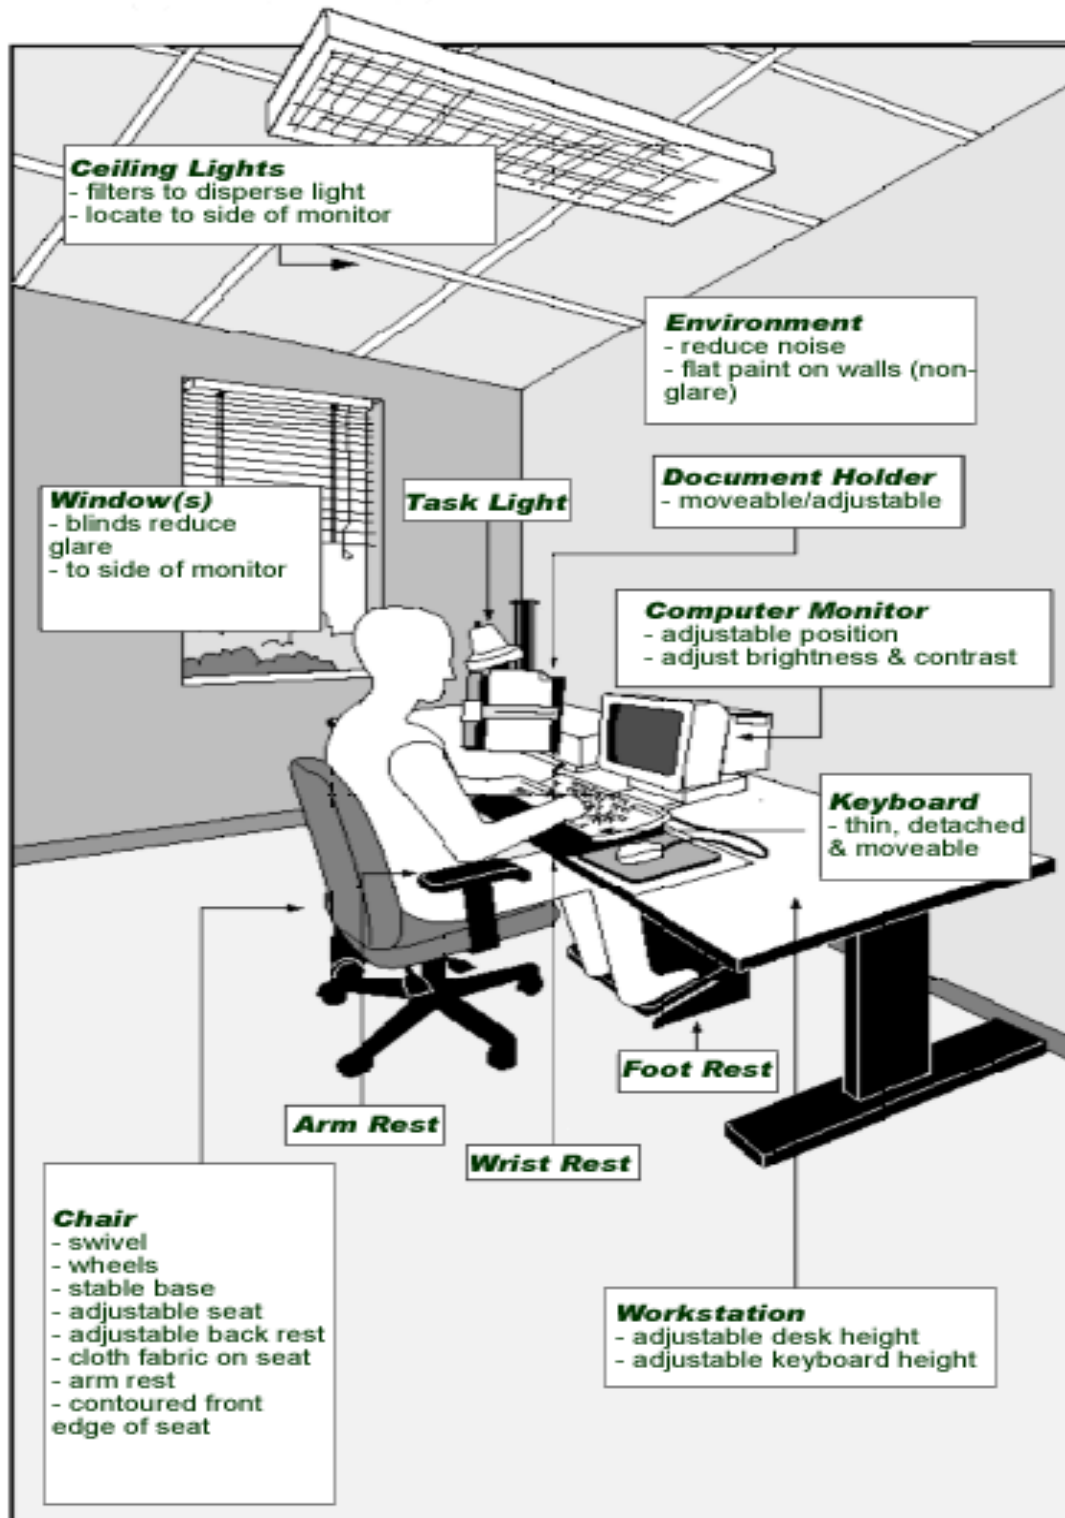 Ceiling Lights
- filters to disperse light
- locate to side of monitor
Environment
- reduce noise
- flat paint on walls (non-
glare)
Window(s)
- blinds reduce
glare
- to side of monitor
Task Light
Document Holder
- moveable/adjustable
Computer Monitor
- adjustable position
- adjust brightness & contrast
Keyboard
- thin, detached
& moveable
Foot Rest
Arm Rest
Wrist Rest
Chair
- swivel
- wheels
- stable base
- adjustable seat
- adjustable back rest
- cloth fabric on seat
- arm rest
- contoured front
edge of seat
Workstation
- adjustable desk height
- adjustable keyboard height